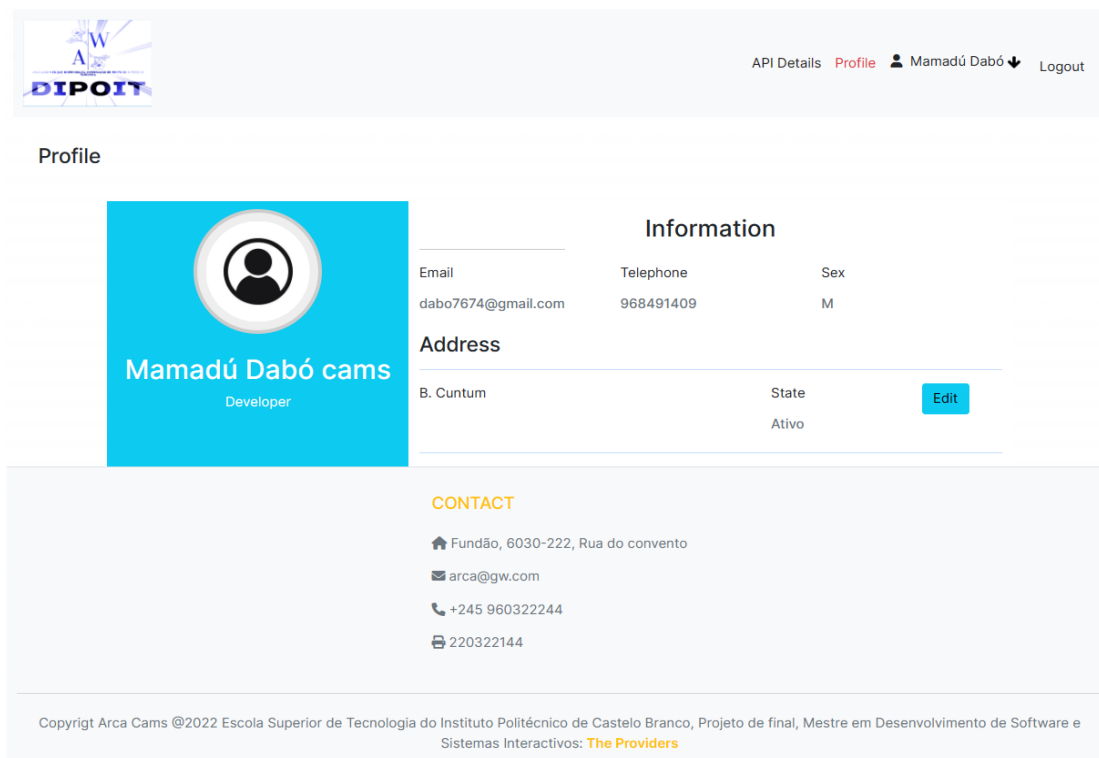 W
A
DIPOIT
API Details Profile Mamadú Dabó Logout
Profile
Mamadú Dabó cams
Developer
Information
Email Telephone Sex
dabo7674@gmail.com 968491409 M
Address
B. Cuntum State Edit
Ativo
CONTACT
Fundão, 6030-222, Rua do convento
arca@gw.com
+245 960322244
220322144
Copyrigt Arca Cams @2022 Escola Superior de Tecnologia do Instituto Politécnico de Castelo Branco, Projeto de final, Mestre em Desenvolvimento de Software e
Sistemas Interactivos: The Providers